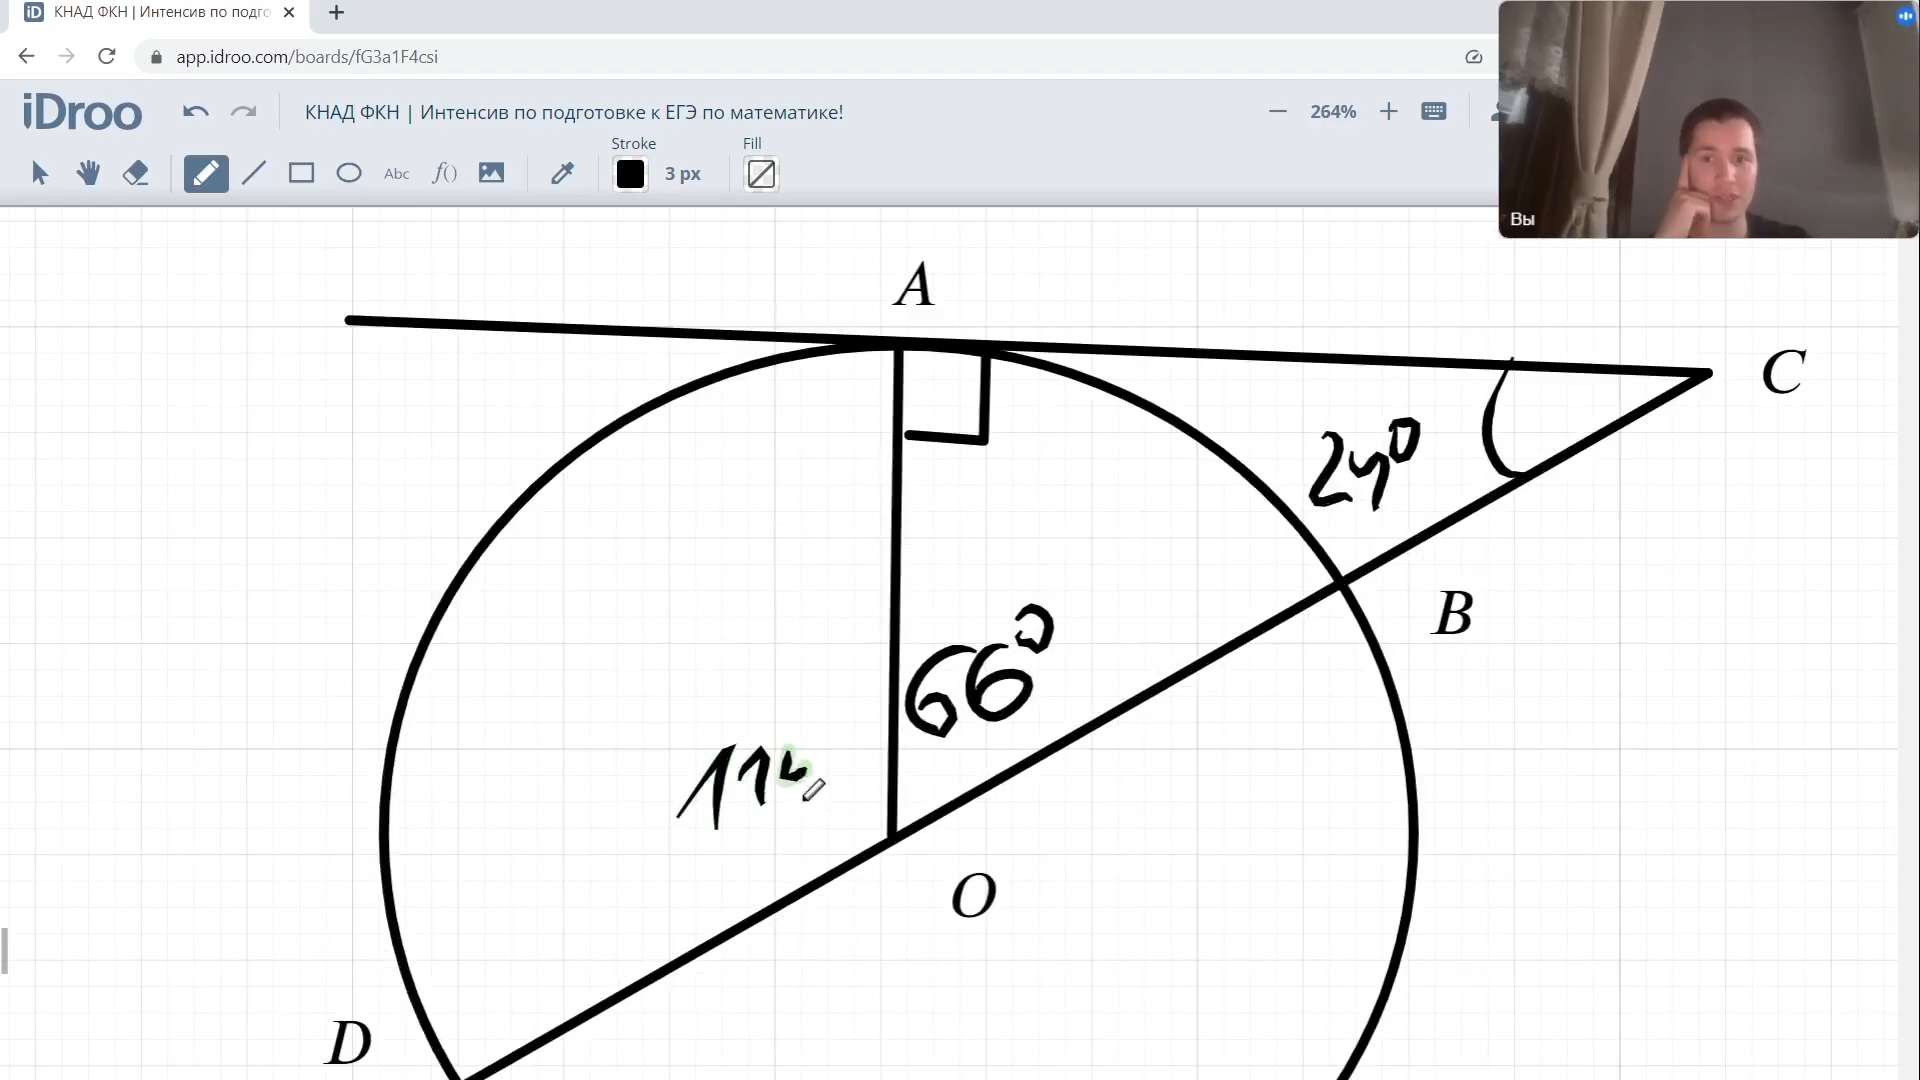 КНАД ФКН | Интенсив по подго
app.idroo.com/boards/fG3a1F4csi
iDroo
КНАД ФКН | Интенсив по подготовке к ЕГЭ по математике!
264%
Stroke
Fill
Abc
f()
3 px
Вы
A
C
24°
B
66°
O
D